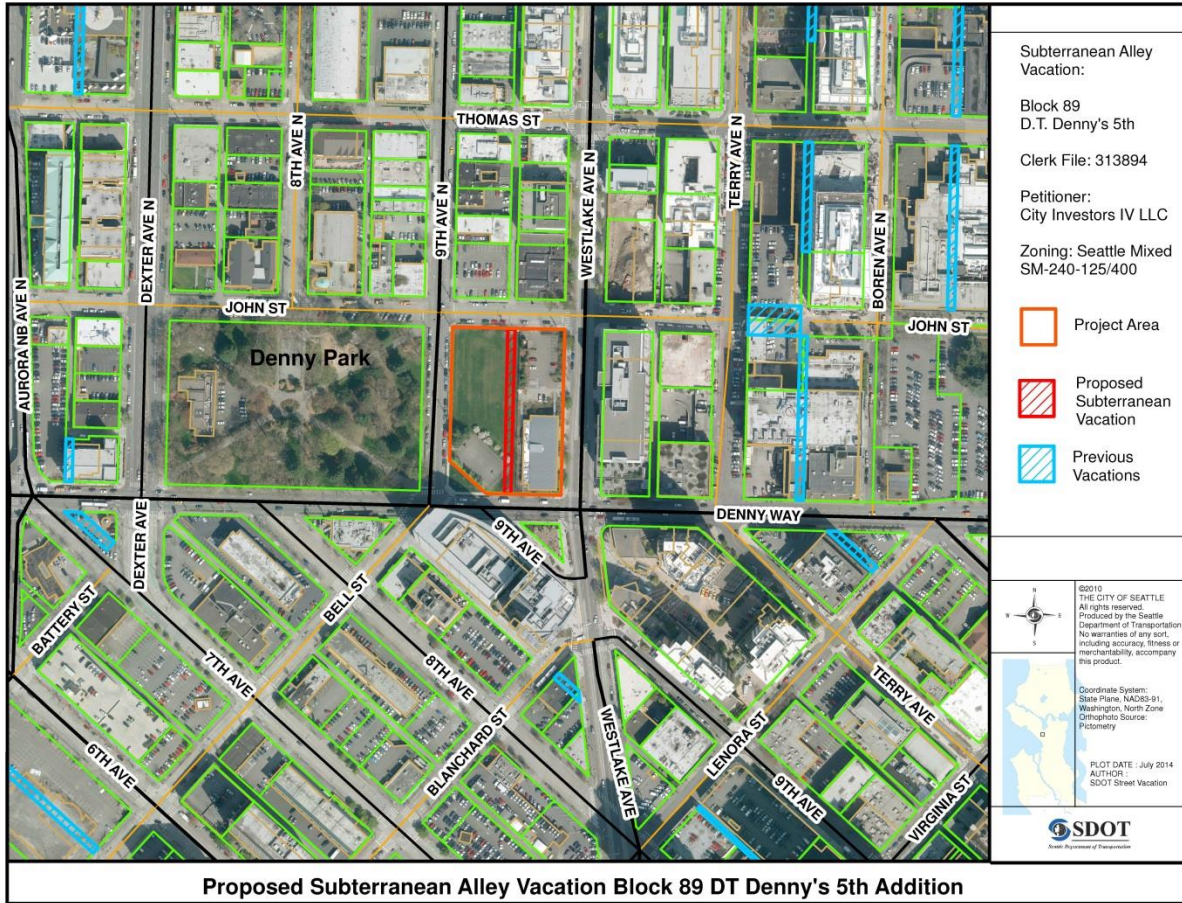 THOMAS ST
AURORA NB AVE N
DEXTER AVE N
8TH AVE N
9TH AVE N
WESTLAKE AVE N
TERRY AVE N
BOREN AVE N
JOHN ST
JOHN ST
Denny Park
DENNY WAY
DEXTER AVE
BATTERY ST
BELL ST
9TH AVE
7TH AVE
8TH AVE
6TH AVE
BLANCHARD ST
WESTLAKE AVE
LENORA ST
TERRY AVE
9TH AVE
VIRGINIA ST
Subterranean Alley
Vacation:
Block 89
D.T. Denny's 5th
Clerk File: 313894
Petitioner:
City Investors IV LLC
Zoning: Seattle Mixed
SM-240-125/400
Project Area
Proposed
Subterranean
Vacation
Previous
Vacations
N
W E
S
©2010
THE CITY OF SEATTLE
All rights reserved.
Produced by the Seattle
Department of Transportation
No warranties of any sort,
including accuracy, fitness or
merchantability, accompany
this product.
Coordinate System:
State Plane, NAD83-91,
Washington, North Zone
Orthophoto Source:
Pictometry
PLOT DATE : July 2014
AUTHOR :
SDOT Street Vacation
SDOT
Seattle Department of Transportation
Proposed Subterranean Alley Vacation Block 89 DT Denny's 5th Addition